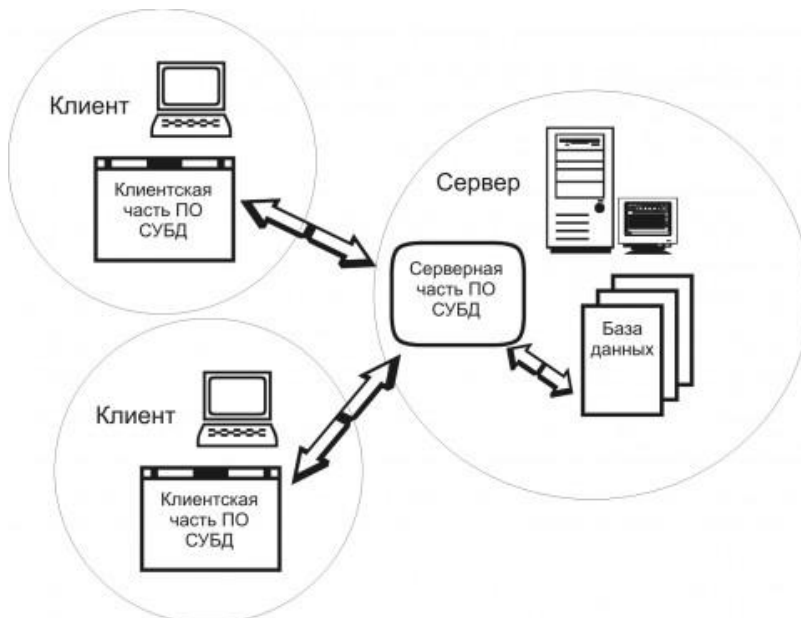 Клиент
Клиентская
часть ПО
СУБД
Сервер
Серверная
часть ПО
СУБД
База
данных
Клиент
Клиентская
часть ПО
СУБД